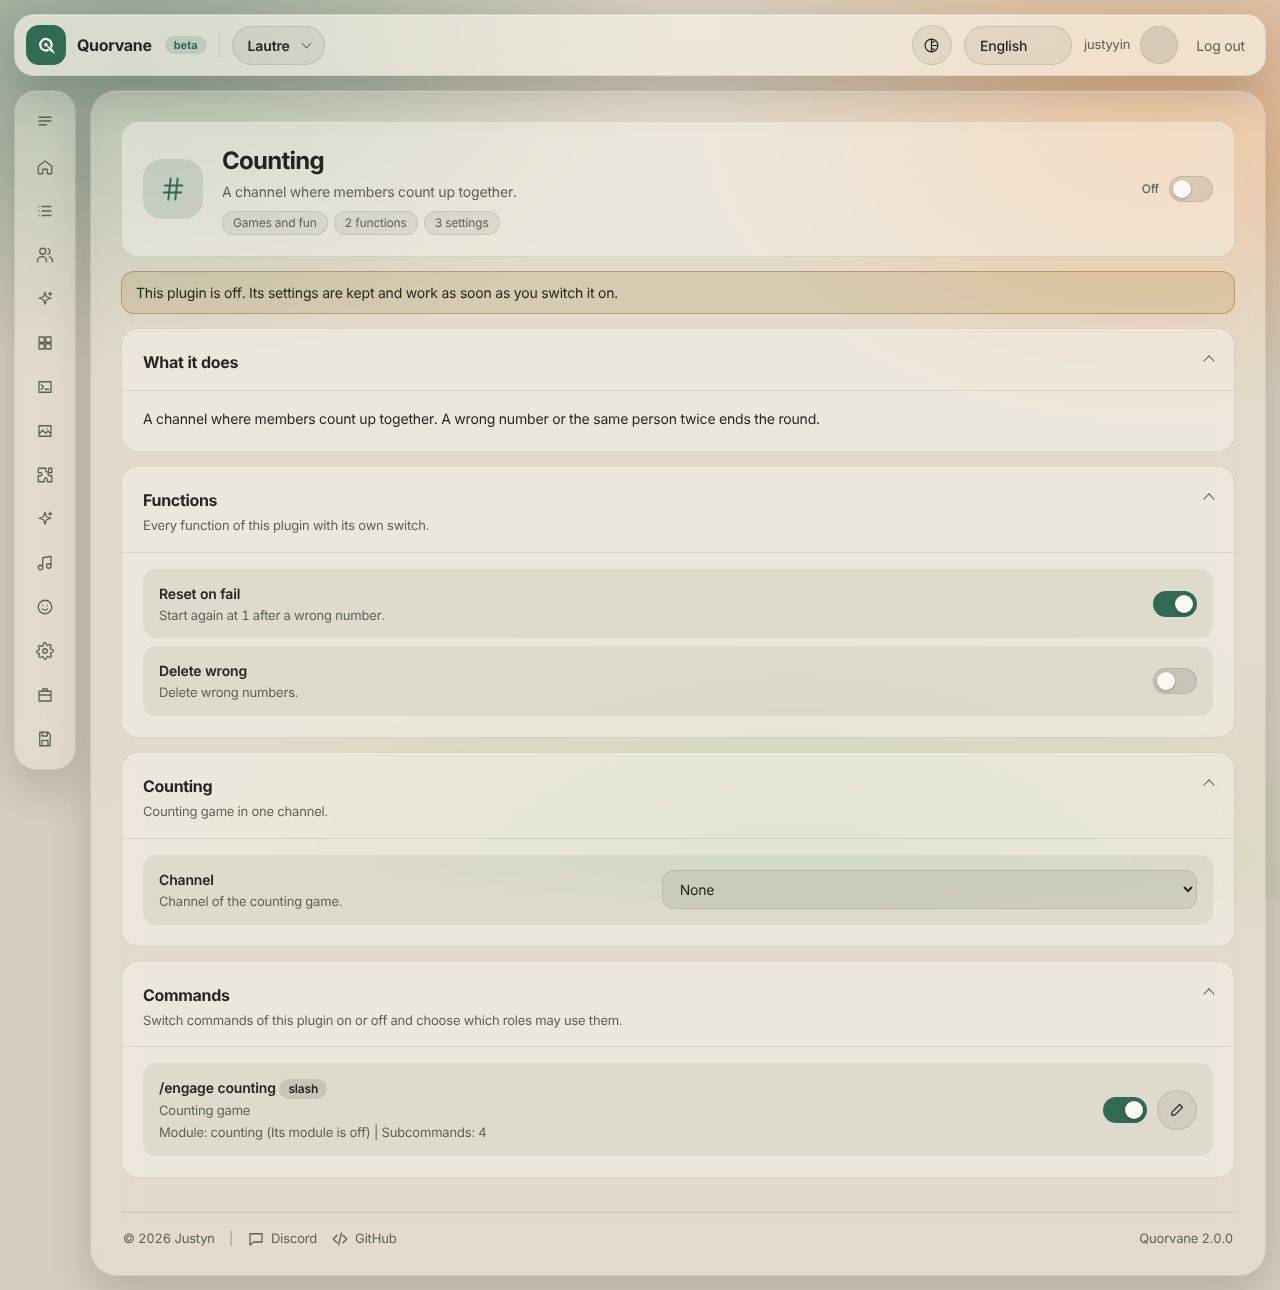 Quorvane beta Lautre English justyyin Log out
Counting
A channel where members count up together.
Games and fun 2 functions 3 settings
Off
This plugin is off. Its settings are kept and work as soon as you switch it on.
What it does
A channel where members count up together. A wrong number or the same person twice ends the round.
Functions
Every function of this plugin with its own switch.
Reset on fail
Start again at 1 after a wrong number.
Delete wrong
Delete wrong numbers.
Counting
Counting game in one channel.
Channel
Channel of the counting game.
None
Commands
Switch commands of this plugin on or off and choose which roles may use them.
/engage counting slash
Counting game
Module: counting (Its module is off) | Subcommands: 4
© 2026 Justyn | Discord GitHub Quorvane 2.0.0